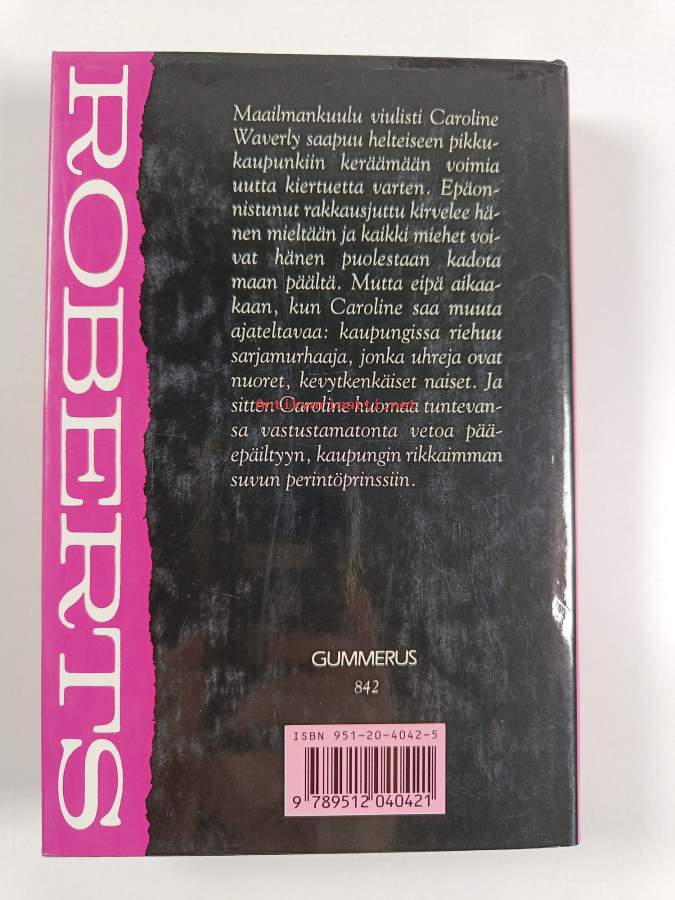 ROBERTS
Maailmankuulu viulisti Caroline
Waverly saapuu helteiseen pikku-
kaupunkiin keräämään voimia
uutta kiertuetta varten. Epäon-
nistunut rakkausjuttu kirvelee hä-
nen mieltään ja kaikki miehet voi-
vat hänen puolestaan kadota
maan päältä. Mutta eipä aikaa-
kaan, kun Caroline saa muuta
ajateltavaa: kaupungissa riehuu
sarjamurhaaja, jonka uhreja ovat
nuoret, kevytkenkäiset naiset. Ja
sitten Caroline huomaa tuntevan-
sa vastustamatonta vetoa pää-
epäiltyyn, kaupungin rikkaimman
suvun perintöprinssiin.
GUMMERUS
842
ISBN 951-20-4042-5
9 789512 040421